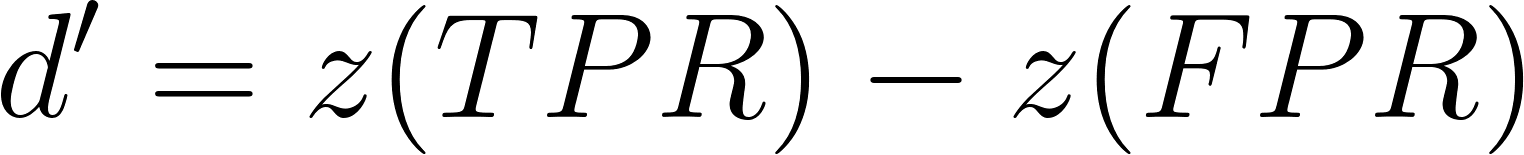 d′ = z(TPR) − z(FPR)